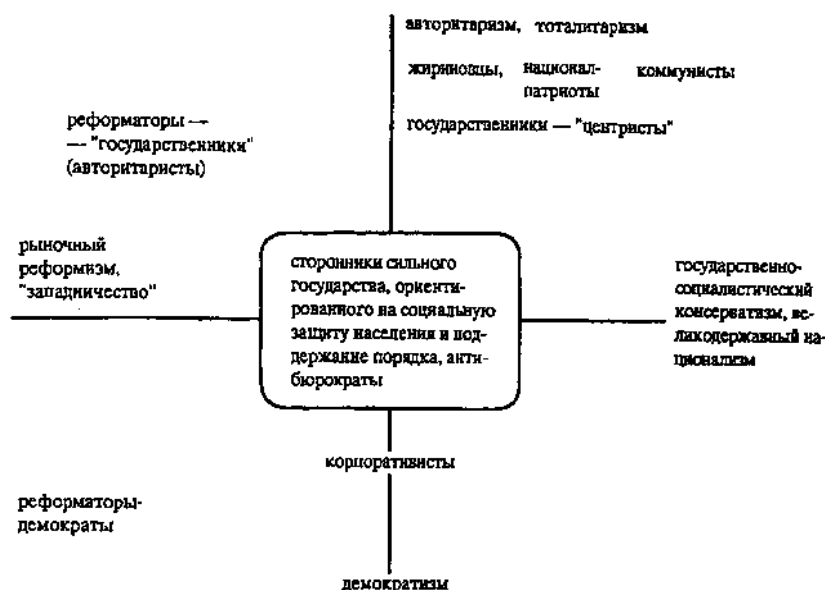 авторитаризм, тоталитаризм
жириновцы, национал- коммунисты
патриоты
государственники — "центристы"
реформаторы —
— "государственники"
(авторитаристы)
рыночный
реформизм,
"западничество"
сторонники сильного
государства, ориенти-
рованного на социальную
защиту населения и под-
держание порядка, анти-
бюрократы
государственно-
социалистический
консерватизм, ве-
ликодержавный на-
ционализм
корпоративисты
реформаторы-
демократы
демократизм